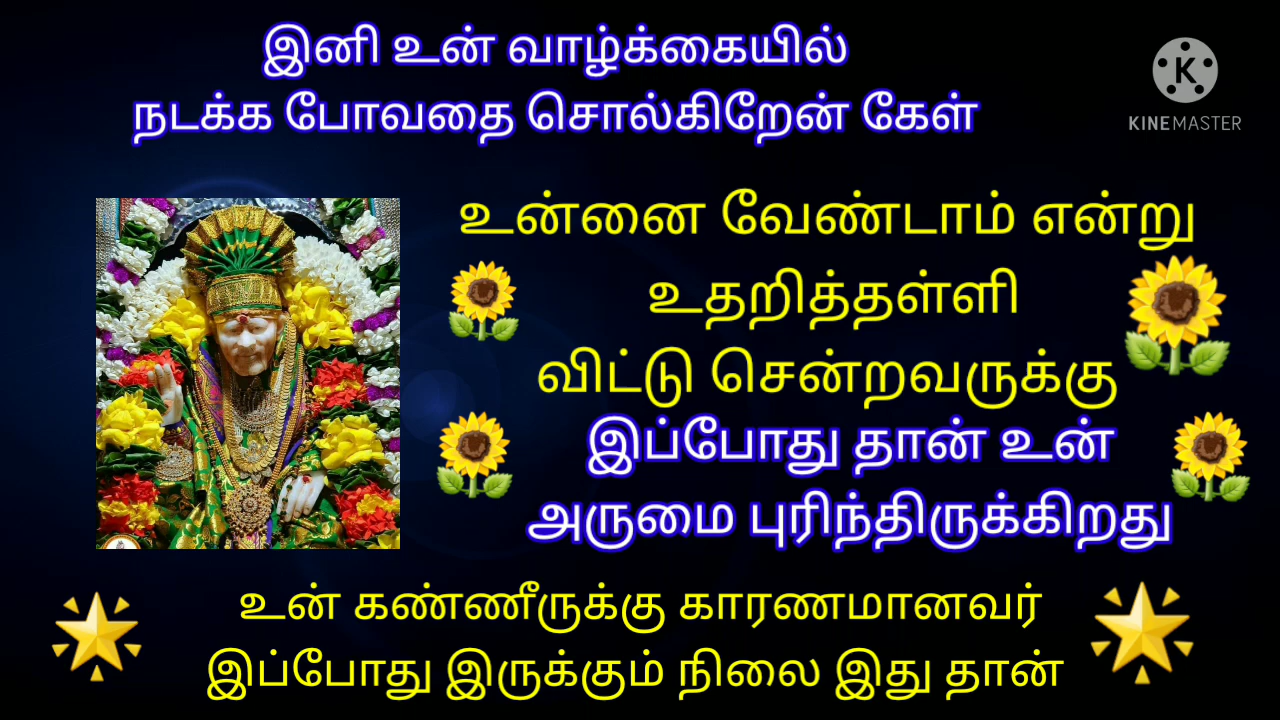 இனி உன் வாழ்க்கையில்
நடக்க போவதை சொல்கிறேன் கேள்
K
KINEMASTER
உன்னை வேண்டாம் என்று
உதறித்தள்ளி
விட்டு சென்றவருக்கு
இப்போது தான் உன்
அருமை புரிந்திருக்கிறது
உன் கண்ணீருக்கு காரணமானவர்
இப்போது இருக்கும் நிலை இது தான்